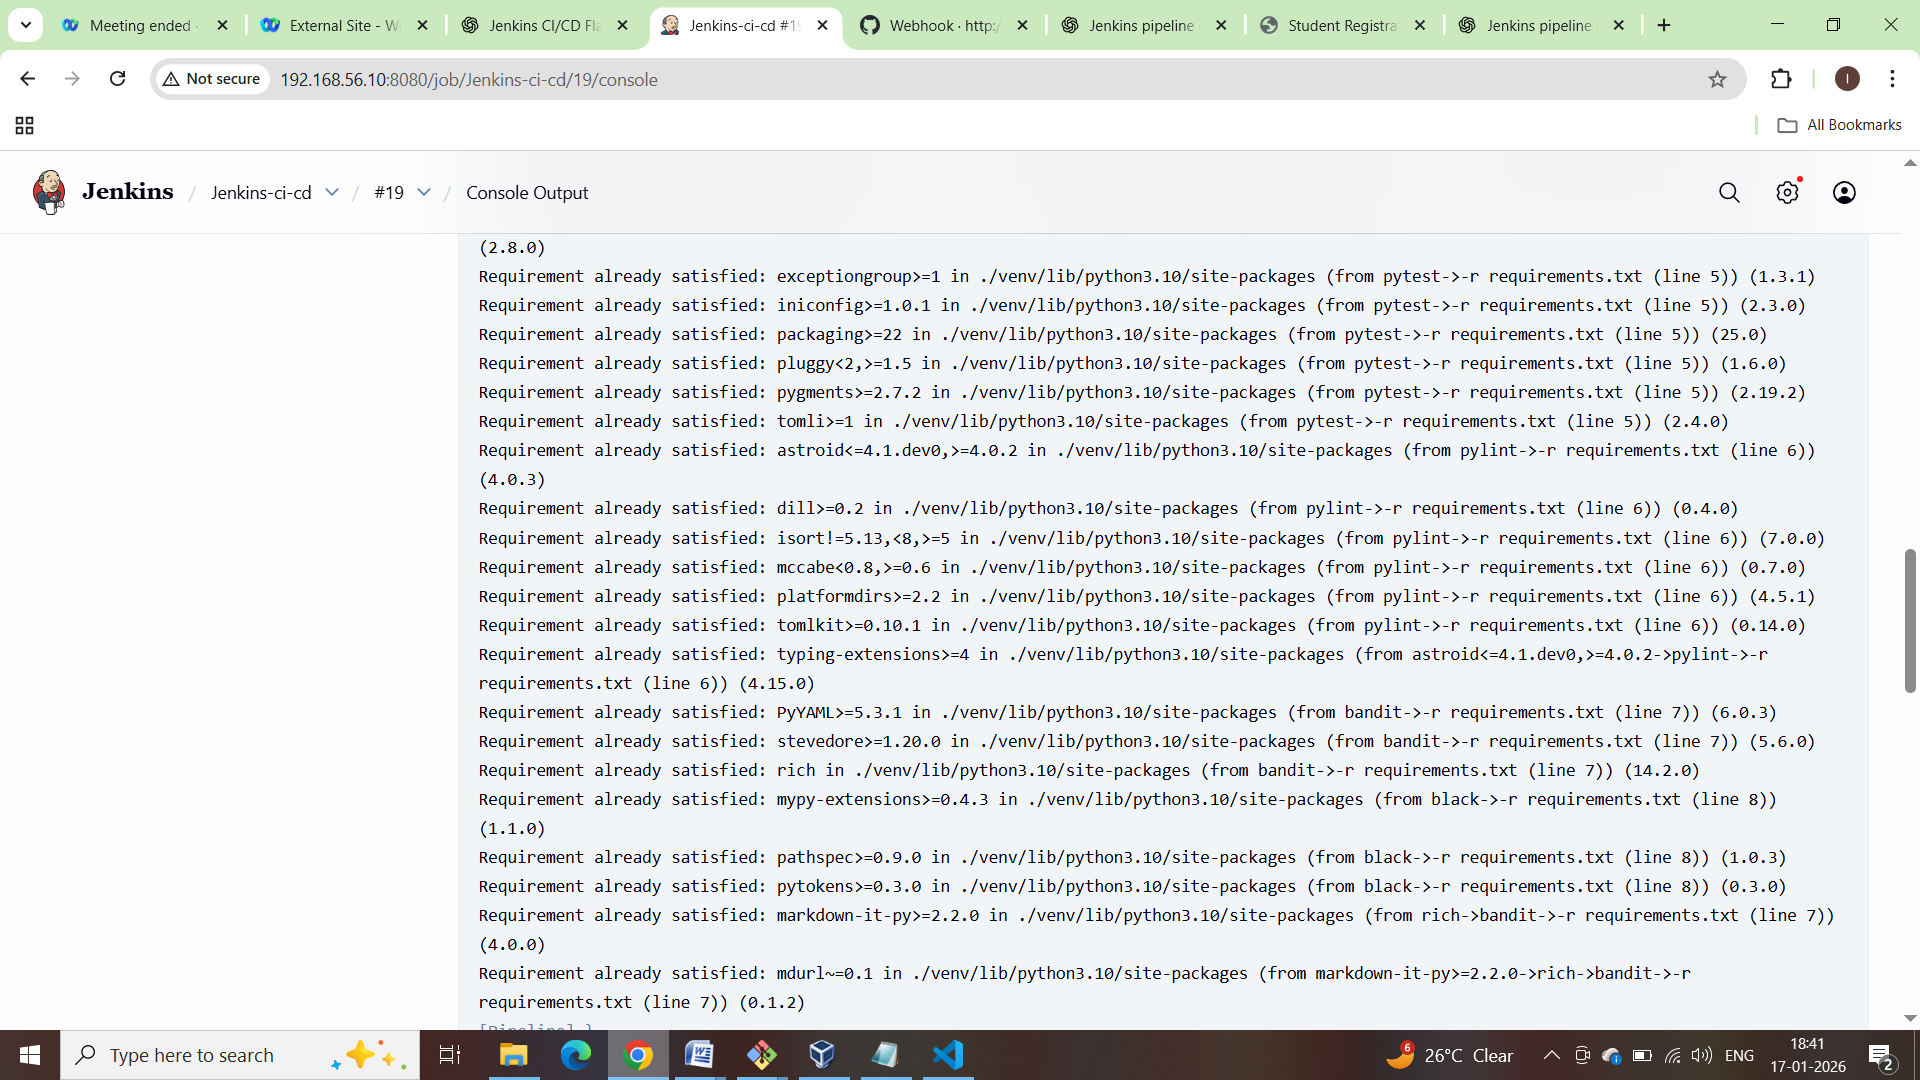 Meeting ended
External Site - W
Jenkins CI/CD Fla
Jenkins-ci-cd #19
Webhook · http:/
Jenkins pipeline
Student Registra
Jenkins pipeline
Not secure
192.168.56.10:8080/job/Jenkins-ci-cd/19/console
I
All Bookmarks
Jenkins / Jenkins-ci-cd / #19 / Console Output
(2.8.0)
Requirement already satisfied: exceptiongroup>=1 in ./venv/lib/python3.10/site-packages (from pytest->-r requirements.txt (line 5)) (1.3.1)
Requirement already satisfied: iniconfig>=1.0.1 in ./venv/lib/python3.10/site-packages (from pytest->-r requirements.txt (line 5)) (2.3.0)
Requirement already satisfied: packaging>=22 in ./venv/lib/python3.10/site-packages (from pytest->-r requirements.txt (line 5)) (25.0)
Requirement already satisfied: pluggy<2,>=1.5 in ./venv/lib/python3.10/site-packages (from pytest->-r requirements.txt (line 5)) (1.6.0)
Requirement already satisfied: pygments>=2.7.2 in ./venv/lib/python3.10/site-packages (from pytest->-r requirements.txt (line 5)) (2.19.2)
Requirement already satisfied: tomli>=1 in ./venv/lib/python3.10/site-packages (from pytest->-r requirements.txt (line 5)) (2.4.0)
Requirement already satisfied: astroid<=4.1.dev0,>=4.0.2 in ./venv/lib/python3.10/site-packages (from pylint->-r requirements.txt (line 6))
(4.0.3)
Requirement already satisfied: dill>=0.2 in ./venv/lib/python3.10/site-packages (from pylint->-r requirements.txt (line 6)) (0.4.0)
Requirement already satisfied: isort!=5.13,<8,>=5 in ./venv/lib/python3.10/site-packages (from pylint->-r requirements.txt (line 6)) (7.0.0)
Requirement already satisfied: mccabe<0.8,>=0.6 in ./venv/lib/python3.10/site-packages (from pylint->-r requirements.txt (line 6)) (0.7.0)
Requirement already satisfied: platformdirs>=2.2 in ./venv/lib/python3.10/site-packages (from pylint->-r requirements.txt (line 6)) (4.5.1)
Requirement already satisfied: tomlkit>=0.10.1 in ./venv/lib/python3.10/site-packages (from pylint->-r requirements.txt (line 6)) (0.14.0)
Requirement already satisfied: typing-extensions>=4 in ./venv/lib/python3.10/site-packages (from astroid<=4.1.dev0,>=4.0.2->pylint->-r
requirements.txt (line 6)) (4.15.0)
Requirement already satisfied: PyYAML>=5.3.1 in ./venv/lib/python3.10/site-packages (from bandit->-r requirements.txt (line 7)) (6.0.3)
Requirement already satisfied: stevedore>=1.20.0 in ./venv/lib/python3.10/site-packages (from bandit->-r requirements.txt (line 7)) (5.6.0)
Requirement already satisfied: rich in ./venv/lib/python3.10/site-packages (from bandit->-r requirements.txt (line 7)) (14.2.0)
Requirement already satisfied: mypy-extensions>=0.4.3 in ./venv/lib/python3.10/site-packages (from black->-r requirements.txt (line 8))
(1.1.0)
Requirement already satisfied: pathspec>=0.9.0 in ./venv/lib/python3.10/site-packages (from black->-r requirements.txt (line 8)) (1.0.3)
Requirement already satisfied: pytokens>=0.3.0 in ./venv/lib/python3.10/site-packages (from black->-r requirements.txt (line 8)) (0.3.0)
Requirement already satisfied: markdown-it-py>=2.2.0 in ./venv/lib/python3.10/site-packages (from rich->bandit->-r requirements.txt (line 7))
(4.0.0)
Requirement already satisfied: mdurl~=0.1 in ./venv/lib/python3.10/site-packages (from markdown-it-py>=2.2.0->rich->bandit->-r
requirements.txt (line 7)) (0.1.2)
[Pipeline] }
Type here to search
6
26°C Clear
ENG
18:41
17-01-2026
2